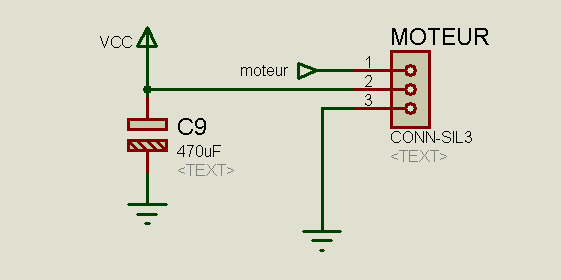 MOTEUR
VCC
moteur
1
2
3
C9
470uF
<TEXT>
CONN-SIL3
<TEXT>